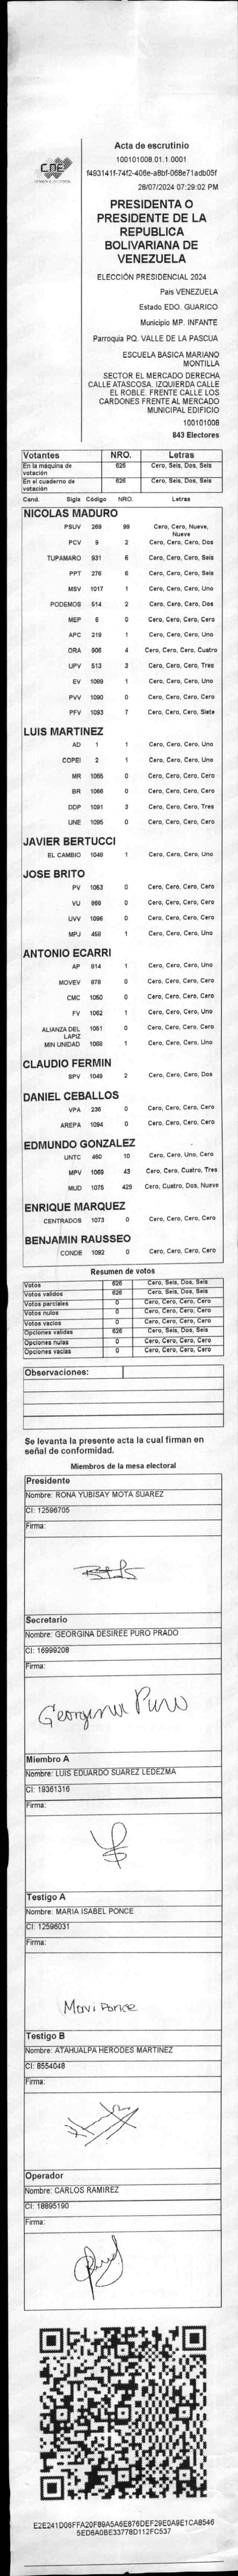 CNE
Acta de escrutinio
100101008.01.1.0001
f493141f-74f2-406e-a8bf-068e71adb05f
28/07/2024 07:29:02 PM
PRESIDENTA O
PRESIDENTE DE LA
REPUBLICA
BOLIVARIANA DE
VENEZUELA
ELECCIÓN PRESIDENCIAL 2024
Pais VENEZUELA
Estado EDO. GUARICO
Municipio MP. INFANTE
Parroquia PQ. VALLE DE LA PASCUA
ESCUELA BASICA MARIANO
MONTILLA
SECTOR EL MERCADO DERECHA
CALLE ATASCOSA. IZQUIERDA CALLE
EL ROBLE. FRENTE CALLE LOS
CARDONES FRENTE AL MERCADO
MUNICIPAL EDIFICIO
100101008
843 Electores
Votantes NRO. Letras
En la máquina de votación 626 Cero, Seis, Dos, Seis
En el cuaderno de votación 626 Cero, Seis, Dos, Seis
Cand. Sigla Código NRO. Letras
NICOLAS MADURO
PSUV 269 99 Cero, Cero, Nueve, Nueve
PCV 9 2 Cero, Cero, Cero, Dos
TUPAMARO 931 6 Cero, Cero, Cero, Seis
PPT 276 6 Cero, Cero, Cero, Seis
MSV 1017 1 Cero, Cero, Cero, Uno
PODEMOS 514 2 Cero, Cero, Cero, Dos
MEP 6 0 Cero, Cero, Cero, Cero
APC 219 1 Cero, Cero, Cero, Uno
ORA 906 4 Cero, Cero, Cero, Cuatro
UPV 513 3 Cero, Cero, Cero, Tres
EV 1089 1 Cero, Cero, Cero, Uno
PVV 1090 0 Cero, Cero, Cero, Cero
PFV 1093 7 Cero, Cero, Cero, Siete
LUIS MARTINEZ
AD 1 1 Cero, Cero, Cero, Uno
COPEI 2 1 Cero, Cero, Cero, Uno
MR 1065 0 Cero, Cero, Cero, Cero
BR 1066 0 Cero, Cero, Cero, Cero
DDP 1091 3 Cero, Cero, Cero, Tres
UNE 1095 0 Cero, Cero, Cero, Cero
JAVIER BERTUCCI
EL CAMBIO 1048 1 Cero, Cero, Cero, Uno
JOSE BRITO
PV 1053 0 Cero, Cero, Cero, Cero
VU 868 0 Cero, Cero, Cero, Cero
UVV 1096 0 Cero, Cero, Cero, Cero
MPJ 458 1 Cero, Cero, Cero, Uno
ANTONIO ECARRI
AP 814 1 Cero, Cero, Cero, Uno
MOVEV 878 0 Cero, Cero, Cero, Cero
CMC 1050 0 Cero, Cero, Cero, Cero
FV 1062 1 Cero, Cero, Cero, Uno
ALIANZA DEL LAPIZ 1051 0 Cero, Cero, Cero, Cero
MIN UNIDAD 1088 1 Cero, Cero, Cero, Uno
CLAUDIO FERMIN
SPV 1049 2 Cero, Cero, Cero, Dos
DANIEL CEBALLOS
VPA 236 0 Cero, Cero, Cero, Cero
AREPA 1094 0 Cero, Cero, Cero, Cero
EDMUNDO GONZALEZ
UNTC 460 10 Cero, Cero, Uno, Cero
MPV 1069 43 Cero, Cero, Cuatro, Tres
MUD 1075 429 Cero, Cuatro, Dos, Nueve
ENRIQUE MARQUEZ
CENTRADOS 1073 0 Cero, Cero, Cero, Cero
BENJAMIN RAUSSEO
CONDE 1092 0 Cero, Cero, Cero, Cero
Resumen de votos
Votos 626 Cero, Seis, Dos, Seis
Votos validos 626 Cero, Seis, Dos, Seis
Votos parciales 0 Cero, Cero, Cero, Cero
Votos nulos 0 Cero, Cero, Cero, Cero
Votos vacios 0 Cero, Cero, Cero, Cero
Opciones validas 626 Cero, Seis, Dos, Seis
Opciones nulas 0 Cero, Cero, Cero, Cero
Opciones vacias 0 Cero, Cero, Cero, Cero
Observaciones:
Se levanta la presente acta la cual firman en
señal de conformidad.
Miembros de la mesa electoral
Presidente
Nombre: RONA YUBISAY MOTA SUAREZ
CI: 12596705
Firma:
Secretario
Nombre: GEORGINA DESIREE PURO PRADO
CI: 16999208
Firma:
Georgina Puro
Miembro A
Nombre: LUIS EDUARDO SUAREZ LEDEZMA
CI: 19361316
Firma:
Testigo A
Nombre: MARIA ISABEL PONCE
CI: 12596031
Firma:
Ponce
Testigo B
Nombre: ATAHUALPA HERODES MARTINEZ
CI: 8554048
Firma:
Operador
Nombre: CARLOS RAMIREZ
CI: 18895190
Firma:
E2E241D06FFA20FB9A5A6E876DEF29E0A9E1CA8546
5ED6A0BE33778D112FC537